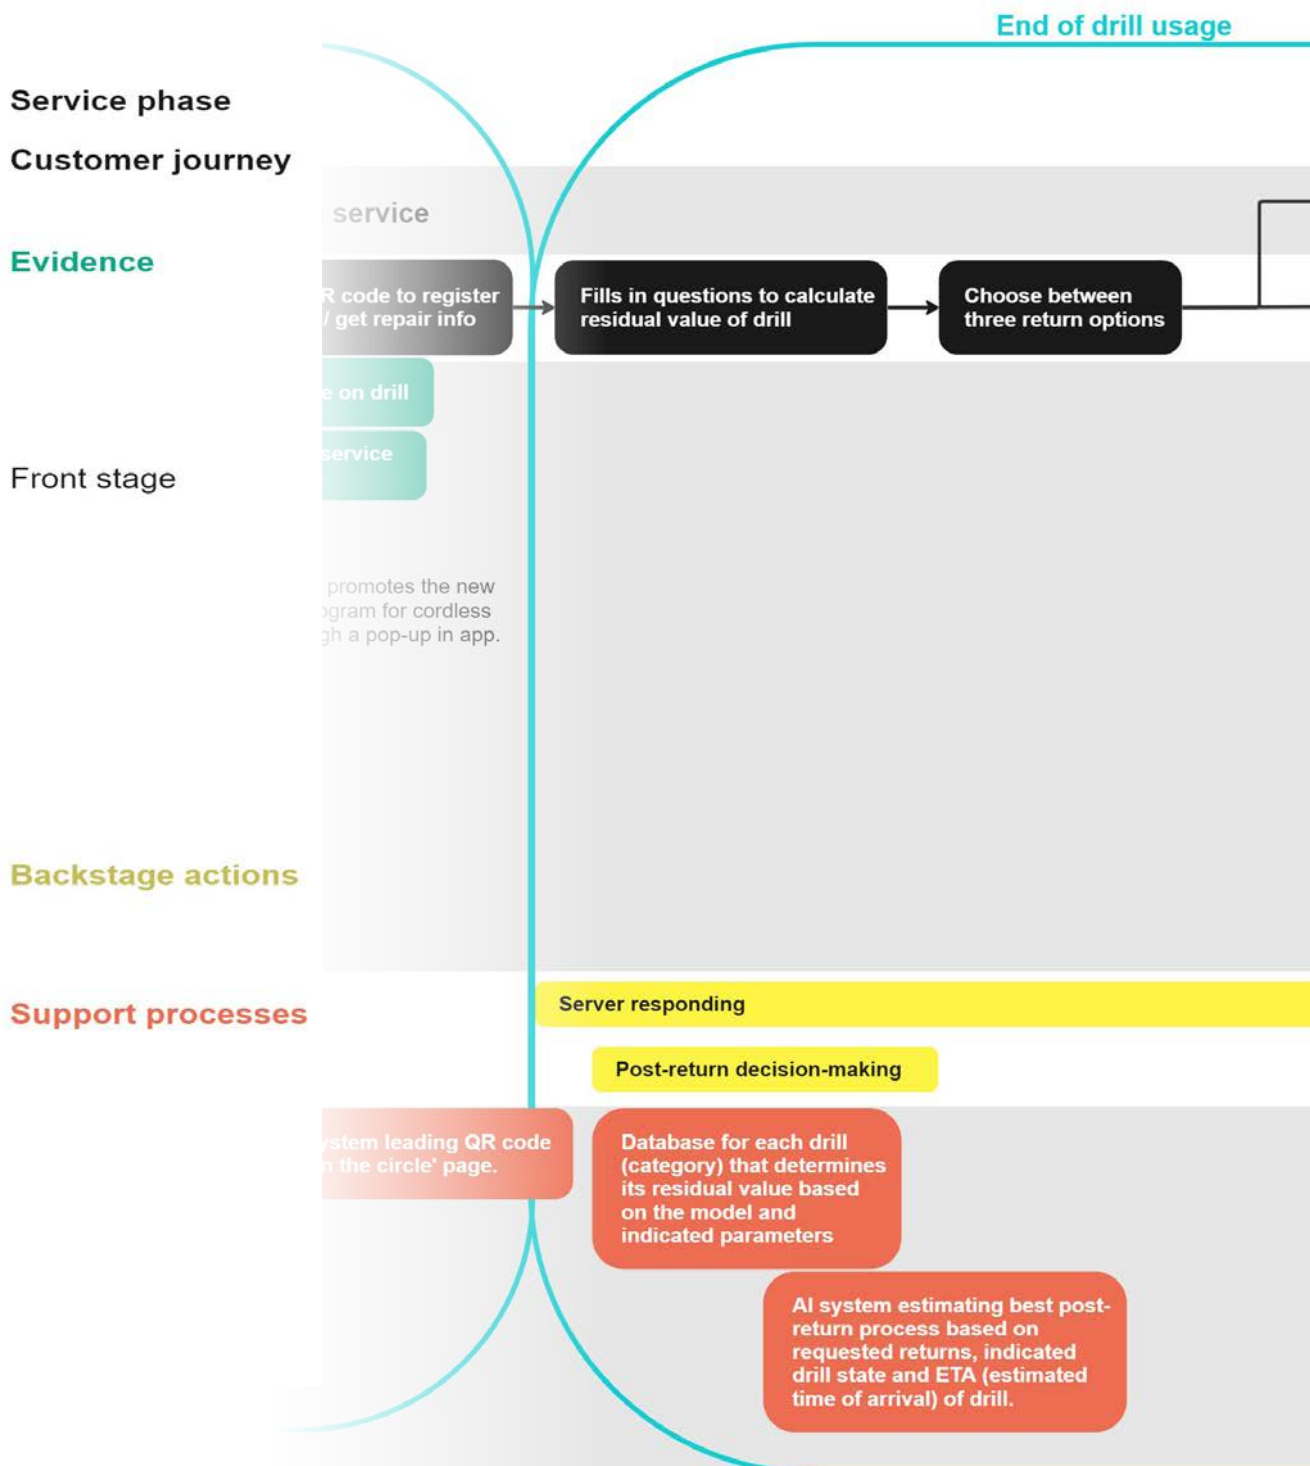 End of drill usage
Service phase
Customer journey
service
Evidence
R code to register
/ get repair info
Fills in questions to calculate
residual value of drill
Choose between
three return options
e on drill
service
Front stage
promotes the new
ogram for cordless
gh a pop-up in app.
Backstage actions
Support processes
Server responding
Post-return decision-making
ystem leading QR code
n the circle' page.
Database for each drill
(category) that determines
its residual value based
on the model and
indicated parameters
AI system estimating best post-
return process based on
requested returns, indicated
drill state and ETA (estimated
time of arrival) of drill.